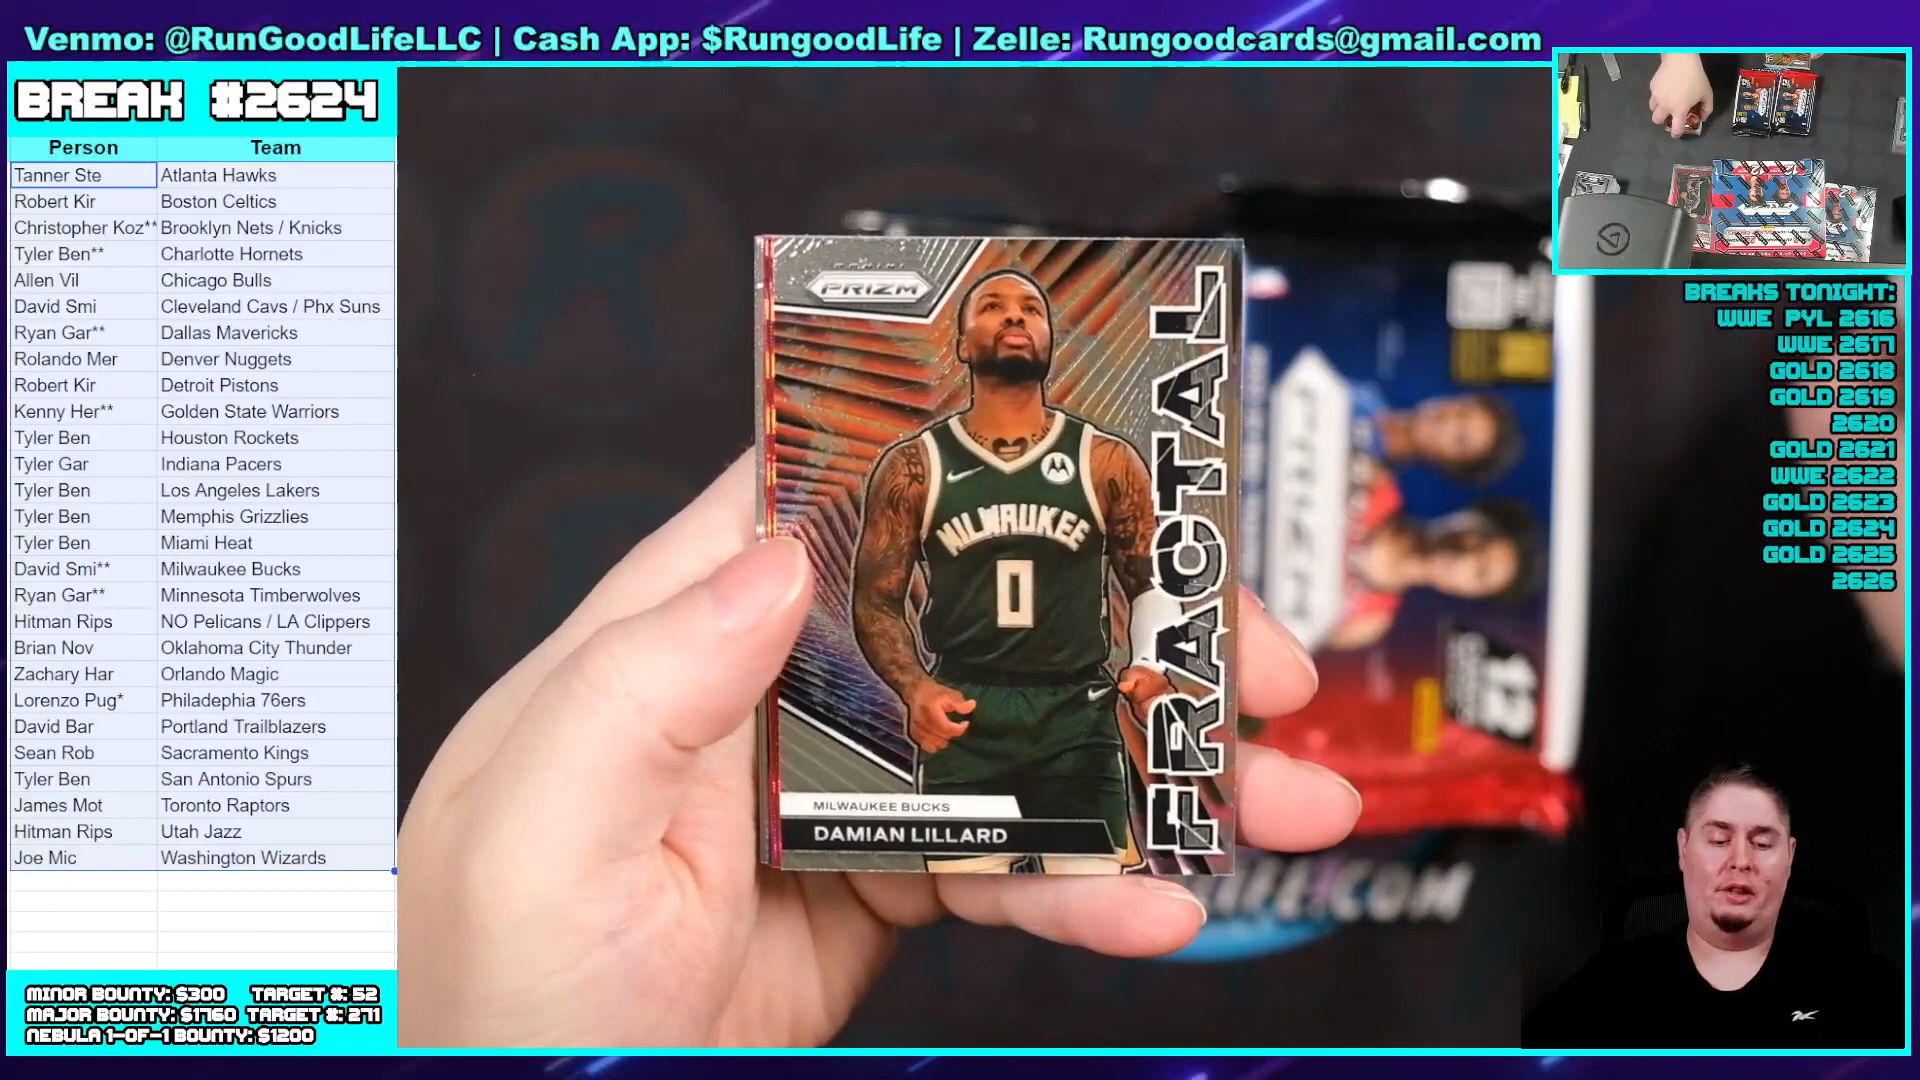 Venmo: @RunGoodLifeLLC | Cash App: $RungoodLife | Zelle: Rungoodcards@gmail.com
BREAK #2624
Person Team
Tanner Ste Atlanta Hawks
Robert Kir Boston Celtics
Christopher Koz** Brooklyn Nets / Knicks
Tyler Ben** Charlotte Hornets
Allen Vil Chicago Bulls
David Smi Cleveland Cavs / Phx Suns
Ryan Gar** Dallas Mavericks
Rolando Mer Denver Nuggets
Robert Kir Detroit Pistons
Kenny Her** Golden State Warriors
Tyler Ben Houston Rockets
Tyler Gar Indiana Pacers
Tyler Ben Los Angeles Lakers
Tyler Ben Memphis Grizzlies
Tyler Ben Miami Heat
David Smi** Milwaukee Bucks
Ryan Gar** Minnesota Timberwolves
Hitman Rips NO Pelicans / LA Clippers
Brian Nov Oklahoma City Thunder
Zachary Har Orlando Magic
Lorenzo Pug* Philadephia 76ers
David Bar Portland Trailblazers
Sean Rob Sacramento Kings
Tyler Ben San Antonio Spurs
James Mot Toronto Raptors
Hitman Rips Utah Jazz
Joe Mic Washington Wizards
MINOR BOUNTY: $300 TARGET #: 52
MAJOR BOUNTY: $1760 TARGET #: 271
NEBULA 1-OF-1 BOUNTY: $1200
PANINI
PRIZM
FRACTAL
MILWAUKEE
0
MILWAUKEE BUCKS
DAMIAN LILLARD
PRIZM
12
LIFE.COM
BREAKS TONIGHT:
WWE PYL 2616
WWE 2617
GOLD 2618
GOLD 2619
2620
GOLD 2621
WWE 2622
GOLD 2623
GOLD 2624
GOLD 2625
2626